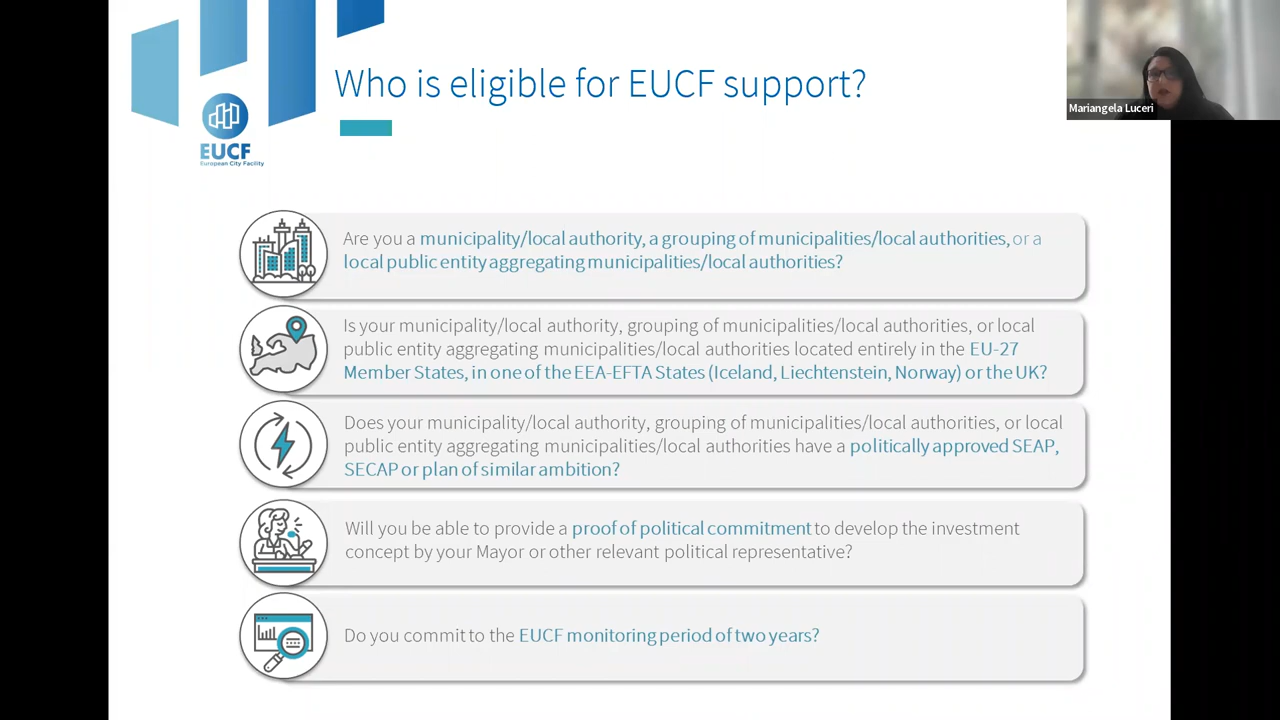 Who is eligible for EUCF support?
Mariangela Luceri
EUCF
European City Facility
Are you a municipality/local authority, a grouping of municipalities/local authorities, or a
local public entity aggregating municipalities/local authorities?
Is your municipality/local authority, grouping of municipalities/local authorities, or local
public entity aggregating municipalities/local authorities located entirely in the EU-27
Member States, in one of the EEA-EFTA States (Iceland, Liechtenstein, Norway) or the UK?
Does your municipality/local authority, grouping of municipalities/local authorities, or local
public entity aggregating municipalities/local authorities have a politically approved SEAP,
SECAP or plan of similar ambition?
Will you be able to provide a proof of political commitment to develop the investment
concept by your Mayor or other relevant political representative?
Do you commit to the EUCF monitoring period of two years?